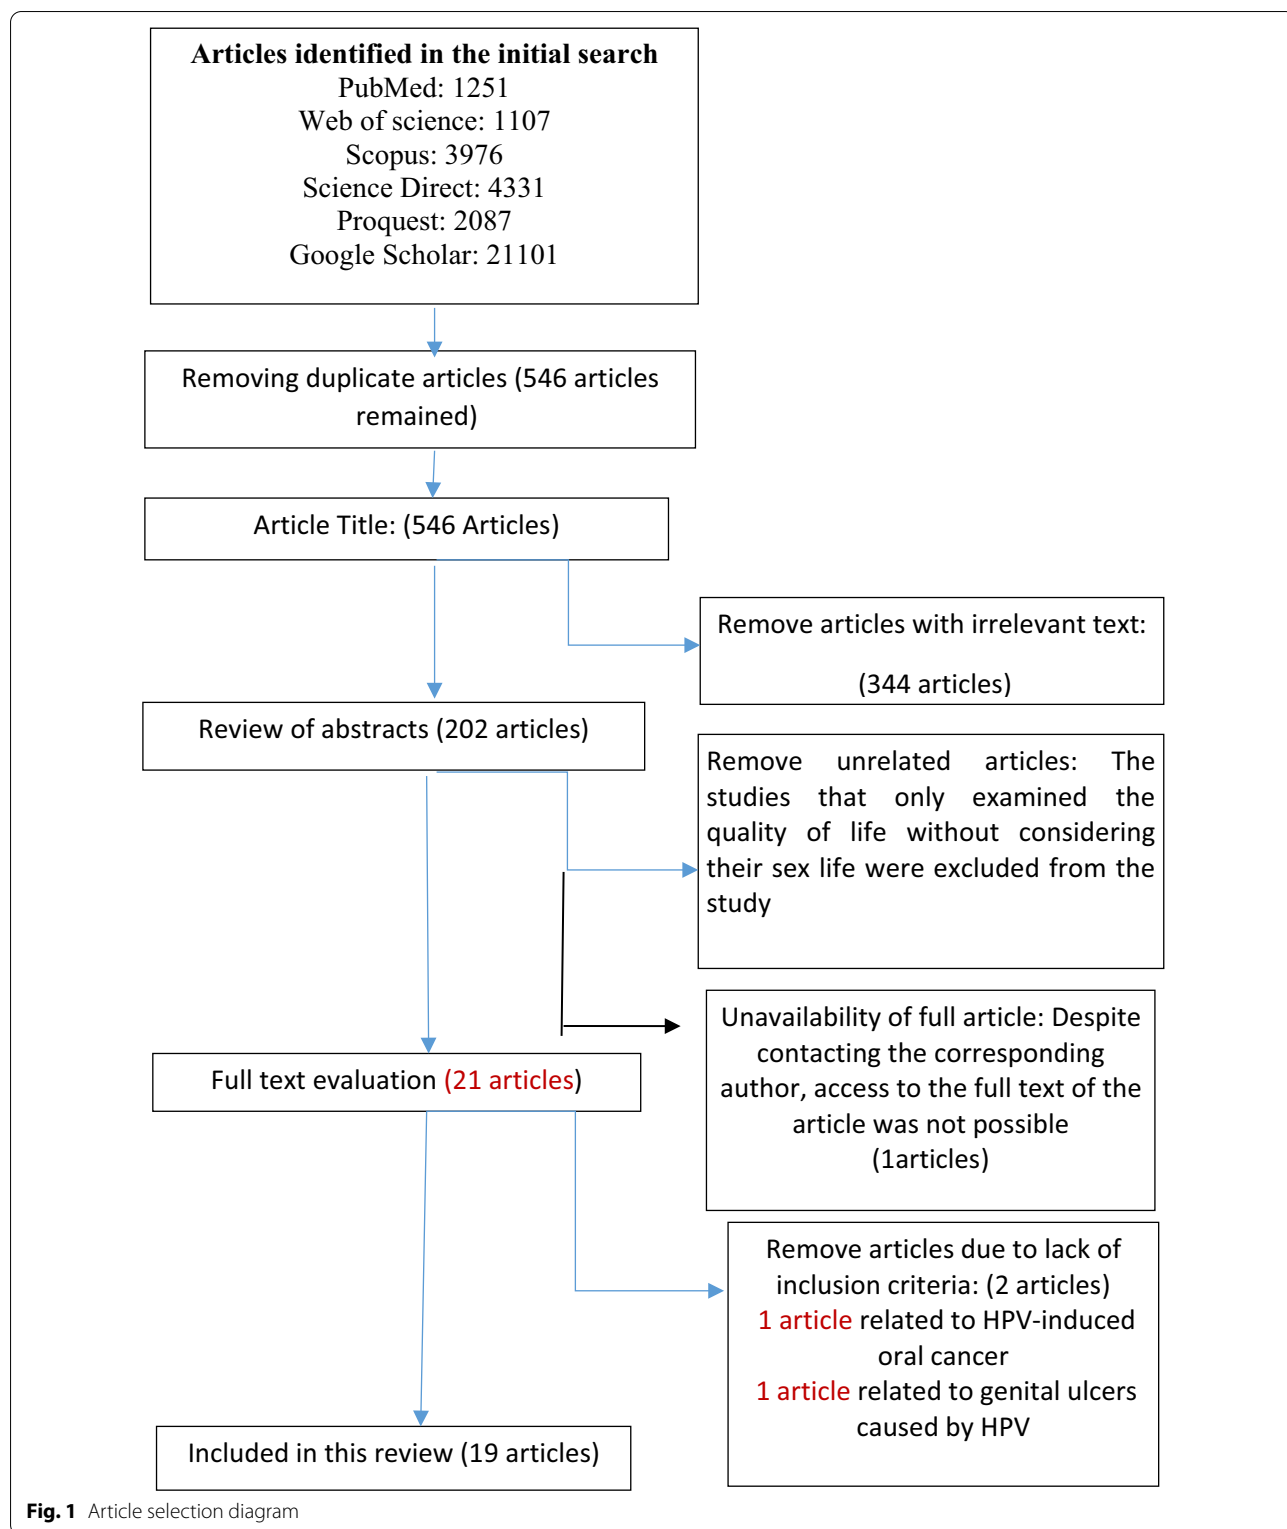 Articles identified in the initial search
PubMed: 1251
Web of science: 1107
Scopus: 3976
Science Direct: 4331
Proquest: 2087
Google Scholar: 21101
Removing duplicate articles (546 articles
remained)
Article Title: (546 Articles)
Remove articles with irrelevant text:
(344 articles)
Review of abstracts (202 articles)
Remove unrelated articles: The
studies that only examined the
quality of life without considering
their sex life were excluded from the
study
Unavailability of full article: Despite
contacting the corresponding
author, access to the full text of the
article was not possible
(1articles)
Full text evaluation (21 articles)
Remove articles due to lack of
inclusion criteria: (2 articles)
1 article related to HPV-induced
oral cancer
1 article related to genital ulcers
caused by HPV
Included in this review (19 articles)
Fig. 1 Article selection diagram